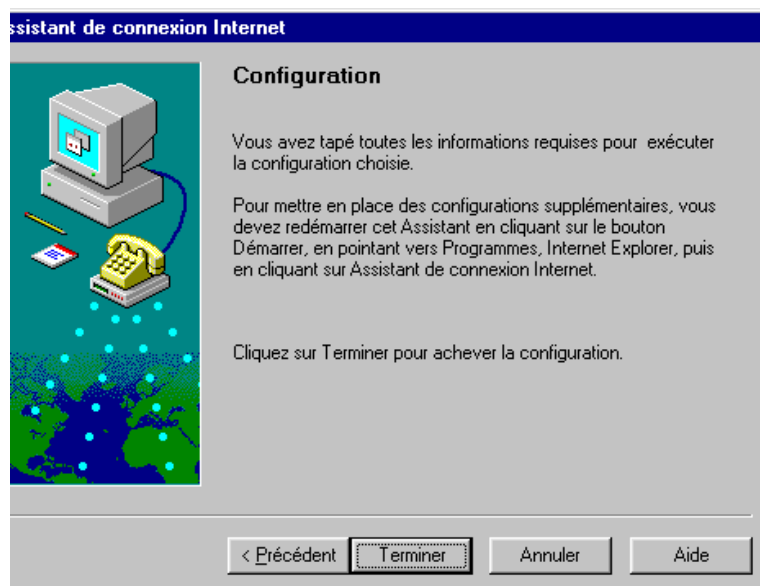 ssistant de connexion Internet
Configuration
Vous avez tapé toutes les informations requises pour exécuter
la configuration choisie.
Pour mettre en place des configurations supplémentaires, vous
devez redémarrer cet Assistant en cliquant sur le bouton
Démarrer, en pointant vers Programmes, Internet Explorer, puis
en cliquant sur Assistant de connexion Internet.
Cliquez sur Terminer pour achever la configuration.
< Précédent Terminer Annuler Aide